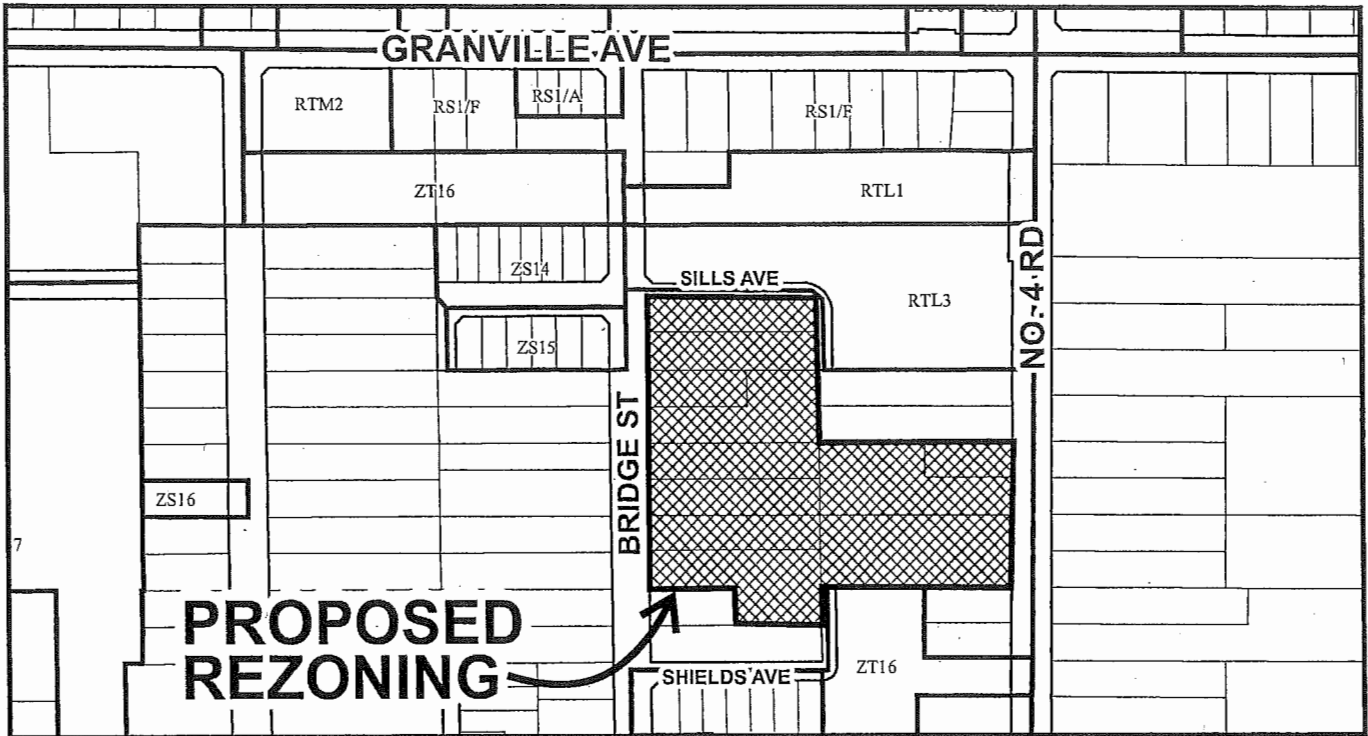 GRANVILLE AVE
RTM2
RS1/F
RS1/A
RS1/F
ZT16
RTL1
ZS14
SILLS AVE
RTL3
NO. 4 RD
ZS15
BRIDGE ST
ZS16
7
PROPOSED
REZONING
SHIELDS AVE
ZT16